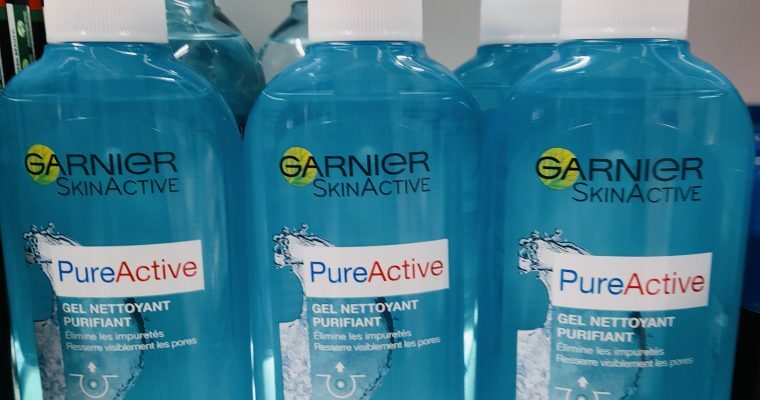 GARNIER
SKINACTIVE
PureActive
GEL NETTOYANT
PURIFIANT
Élimine les impuretés
Resserre visiblement les pores
GARNIER
SKINACTIVE
PureActive
GEL NETTOYANT
PURIFIANT
Élimine les impuretés
Resserre visiblement les pores
GARNIER
SKINACTIVE
PureActive
GEL NETTOYANT
PURIFIANT
Élimine les impuretés
Resserre visiblement les pores